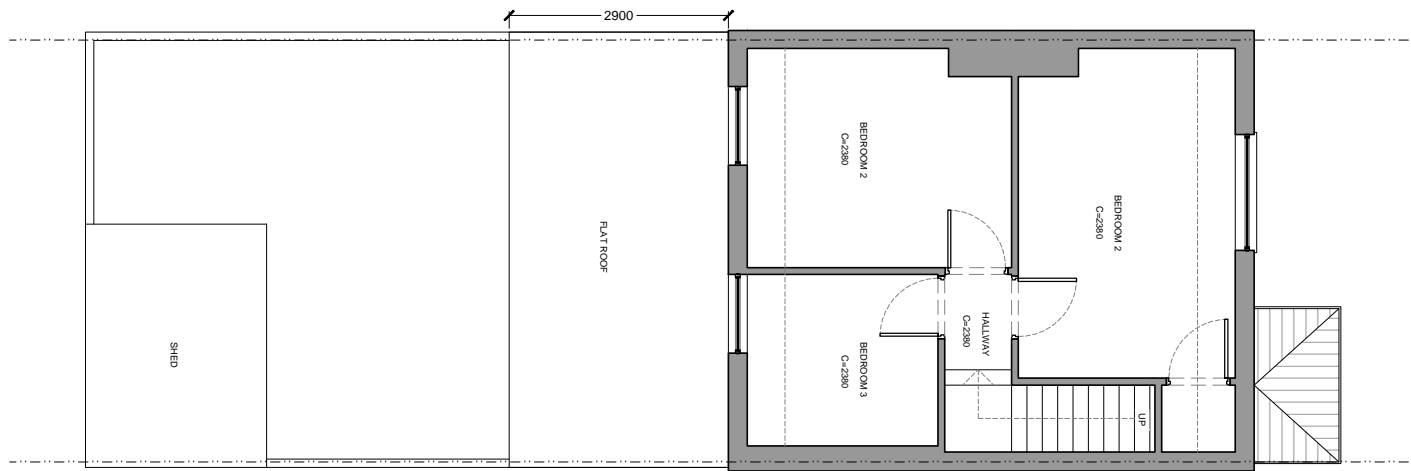 2900
BEDROOM 2
C=2380
BEDROOM 2
C=2380
FLAT ROOF
HALLWAY
C=2380
SHED
BEDROOM 3
C=2380
UP